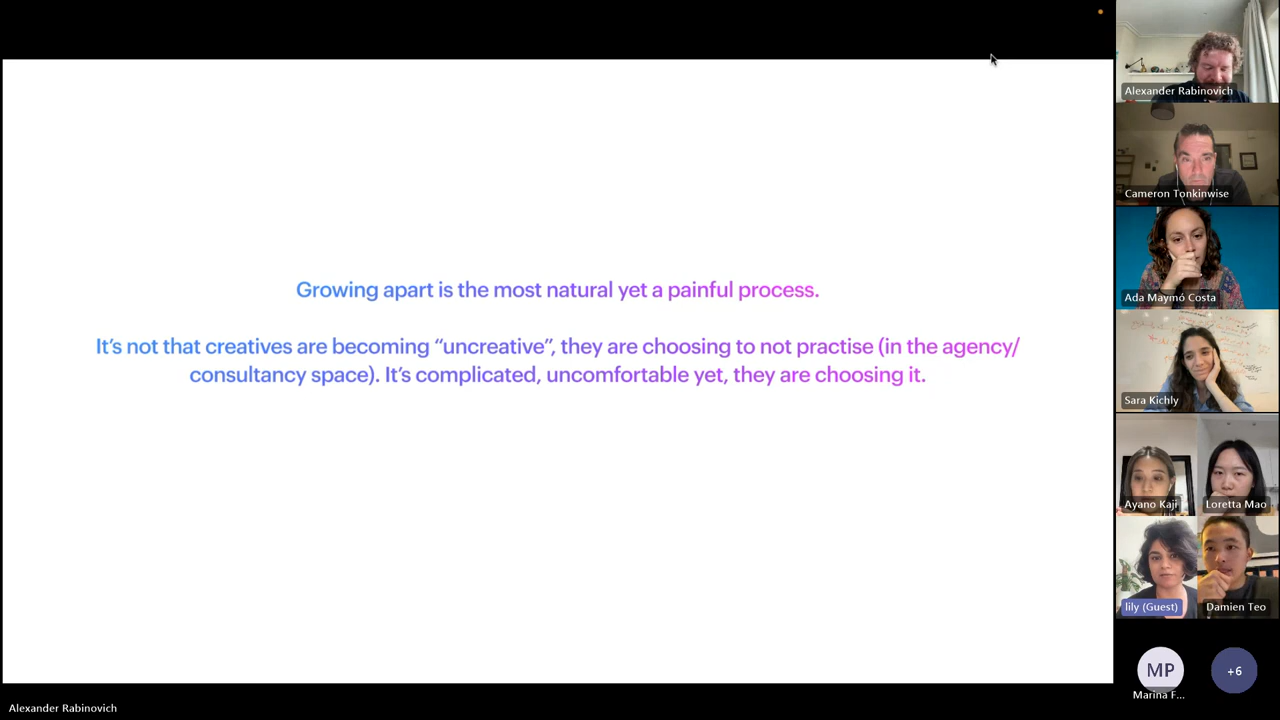 Growing apart is the most natural yet a painful process.
It’s not that creatives are becoming “uncreative”, they are choosing to not practise (in the agency/
consultancy space). It’s complicated, uncomfortable yet, they are choosing it.
Alexander Rabinovich
Cameron Tonkinwise
Ada Maymó Costa
Sara Kichly
Ayano Kaji
Loretta Mao
lily (Guest)
Damien Teo
MP
+6
Marina F...
Alexander Rabinovich